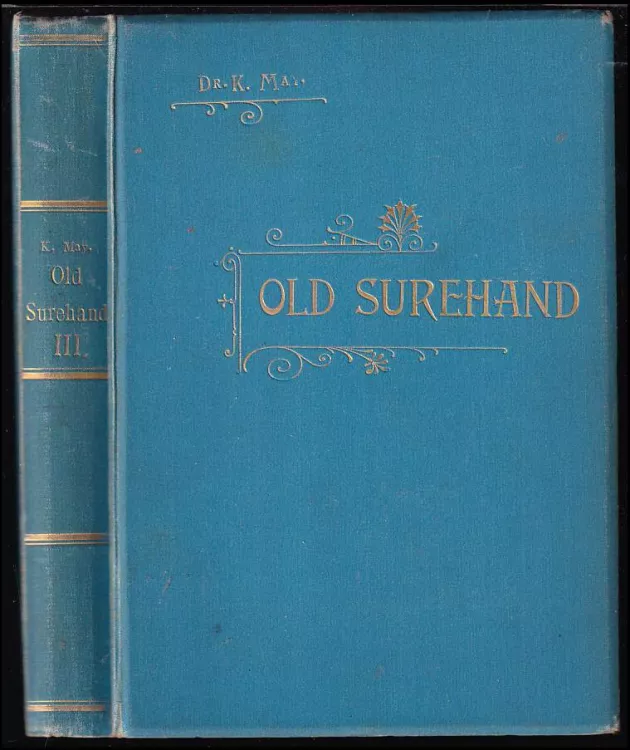 K. May.
Old
Surehand
III.
DR. K. MAY.
OLD SUREHAND